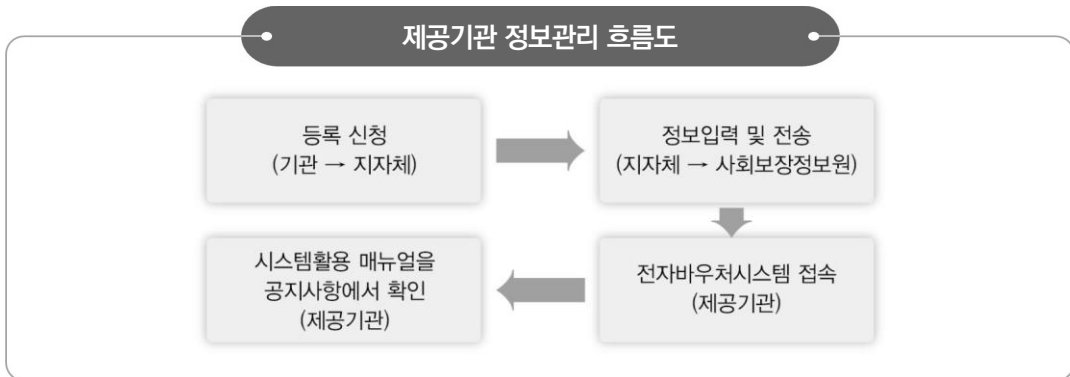 제공기관 정보관리 흐름도
등록 신청
(기관 → 지자체)
정보입력 및 전송
(지자체 → 사회보장정보원)
전자바우처시스템 접속
(제공기관)
시스템활용 매뉴얼을
공지사항에서 확인
(제공기관)